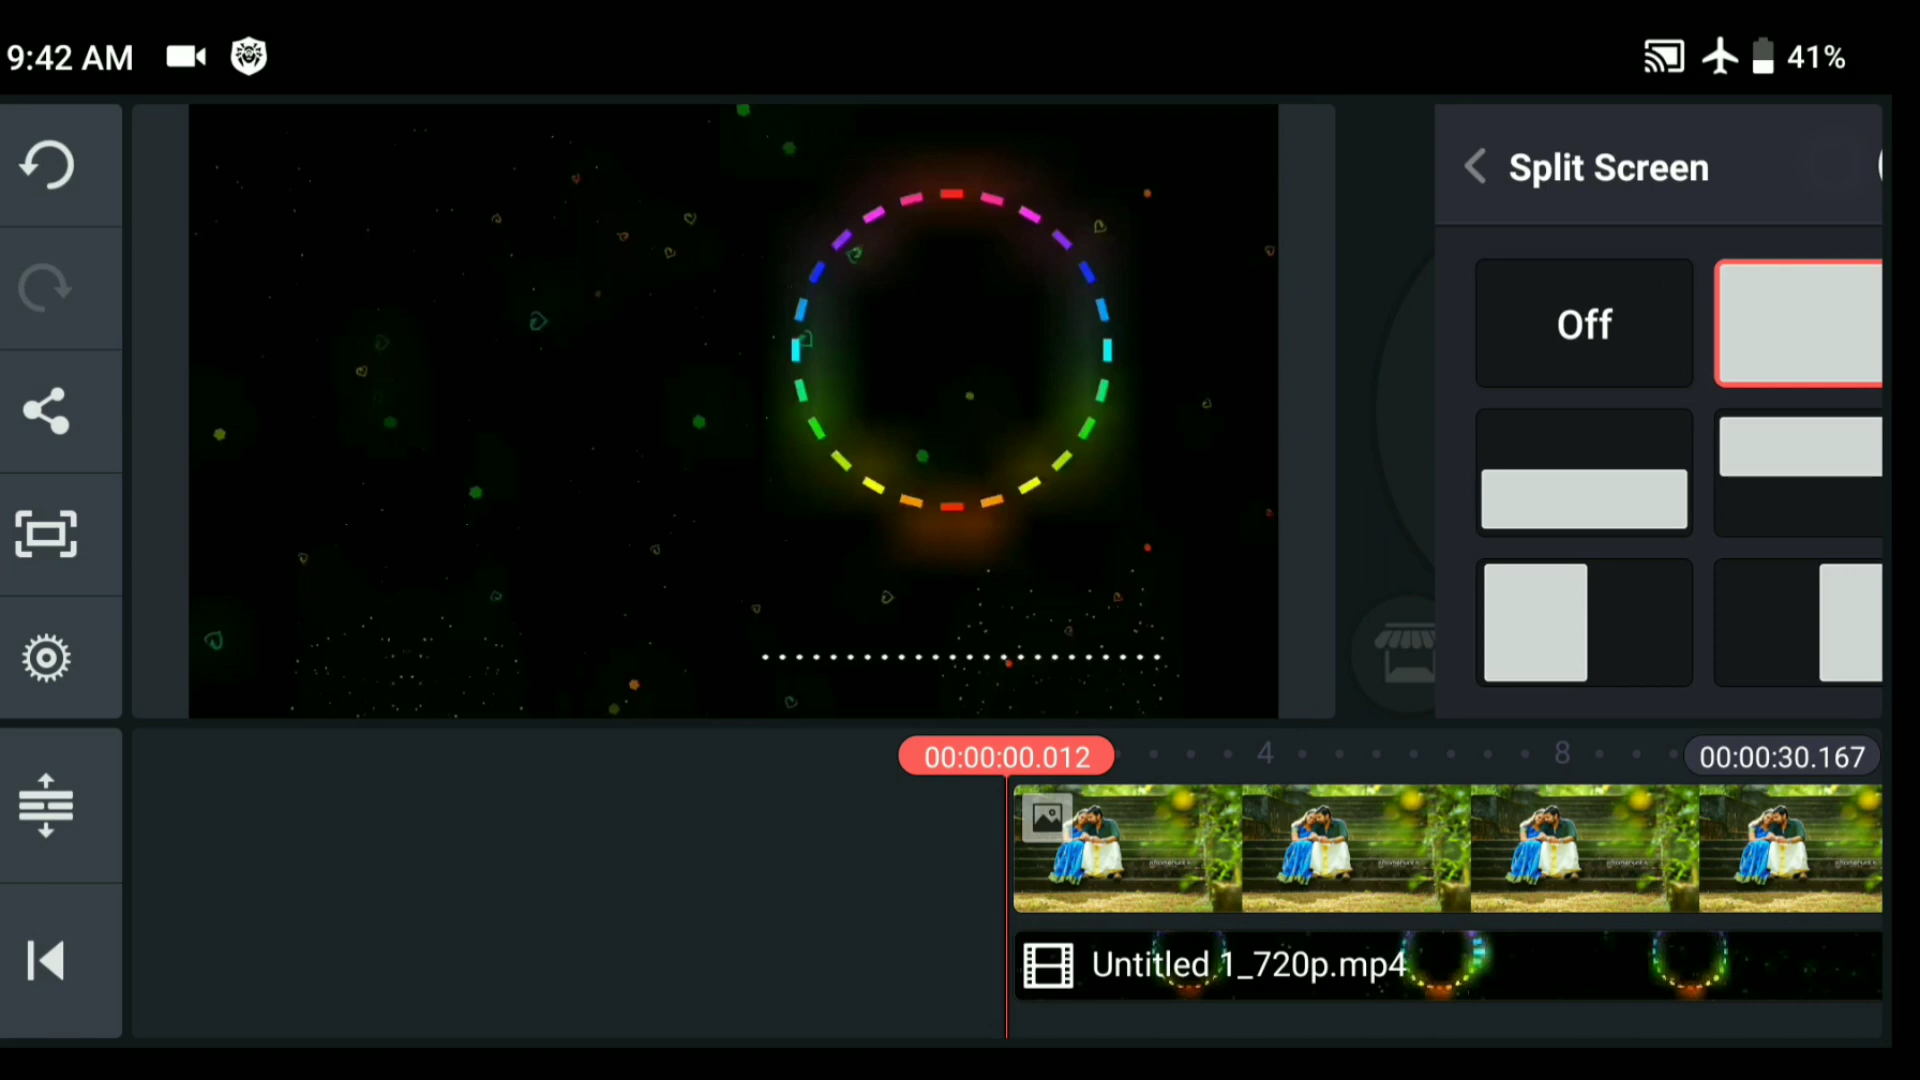 9:42 AM
41%
Split Screen
Off
00:00:00.012
4
8
00:00:30.167
Untitled 1_720p.mp4